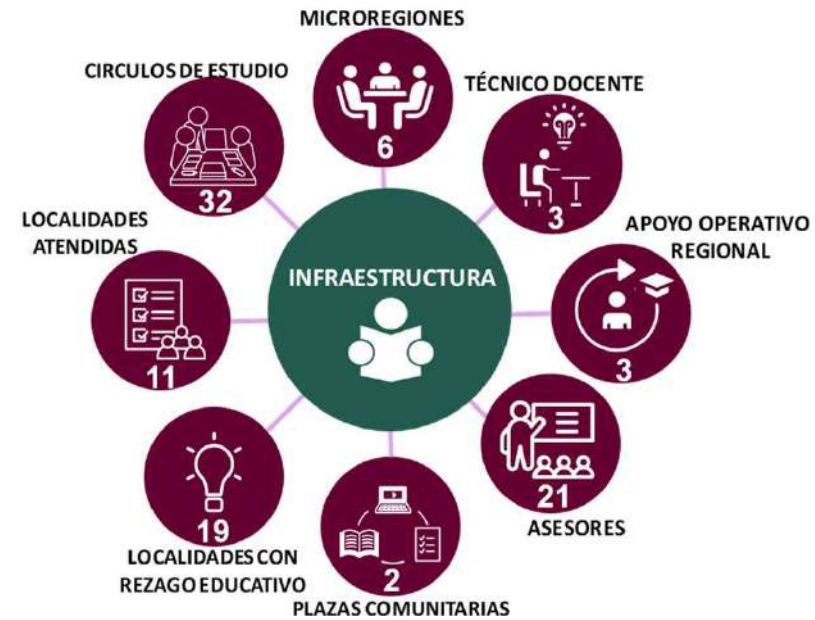 MICROREGIONES
6
TÉCNICO DOCENTE
3
APOYO OPERATIVO
REGIONAL
3
21
ASESORES
2
PLAZAS COMUNITARIAS
19
LOCALIDADES CON
REZAGO EDUCATIVO
LOCALIDADES
ATENDIDAS
11
CIRCULOS DE ESTUDIO
32
INFRAESTRUCTURA